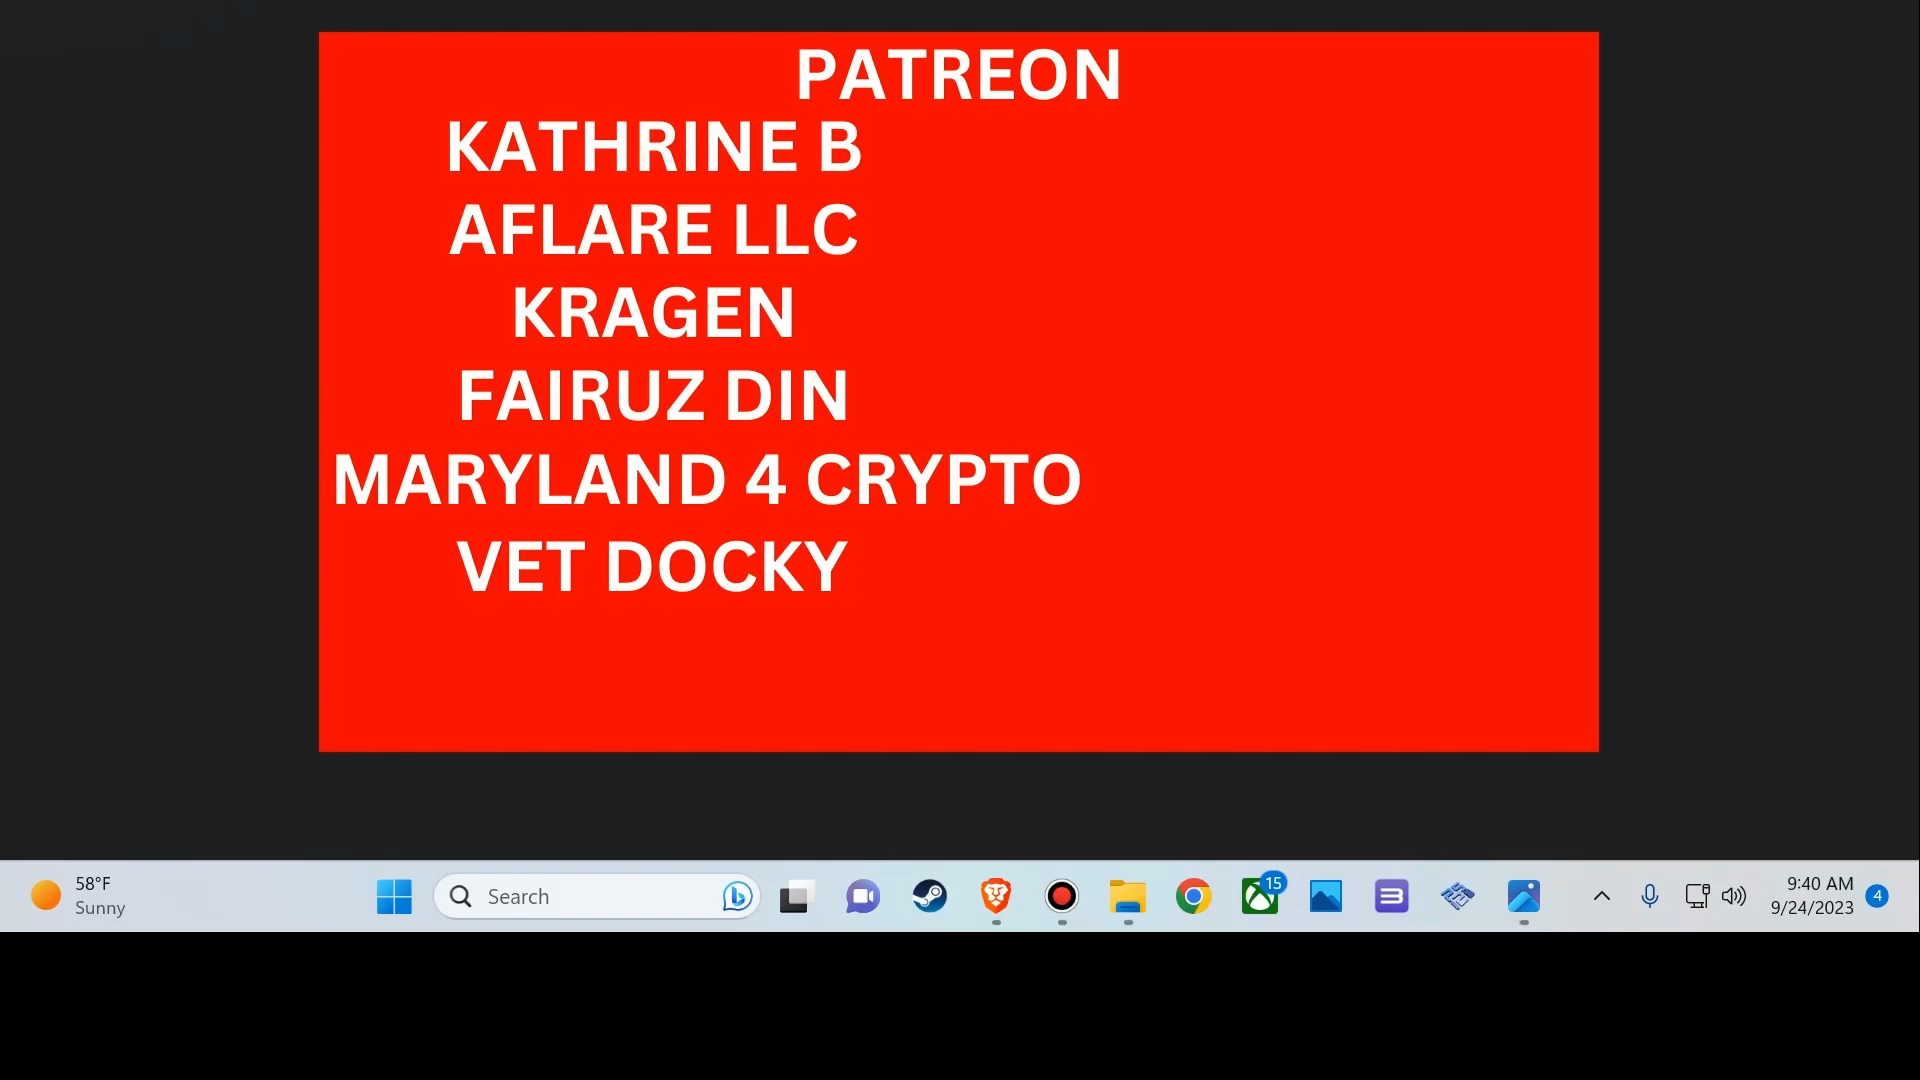 PATREON
KATHRINE B
AFLARE LLC
KRAGEN
FAIRUZ DIN
MARYLAND 4 CRYPTO
VET DOCKY
58°F
Sunny
Search
15
9:40 AM
9/24/2023
4